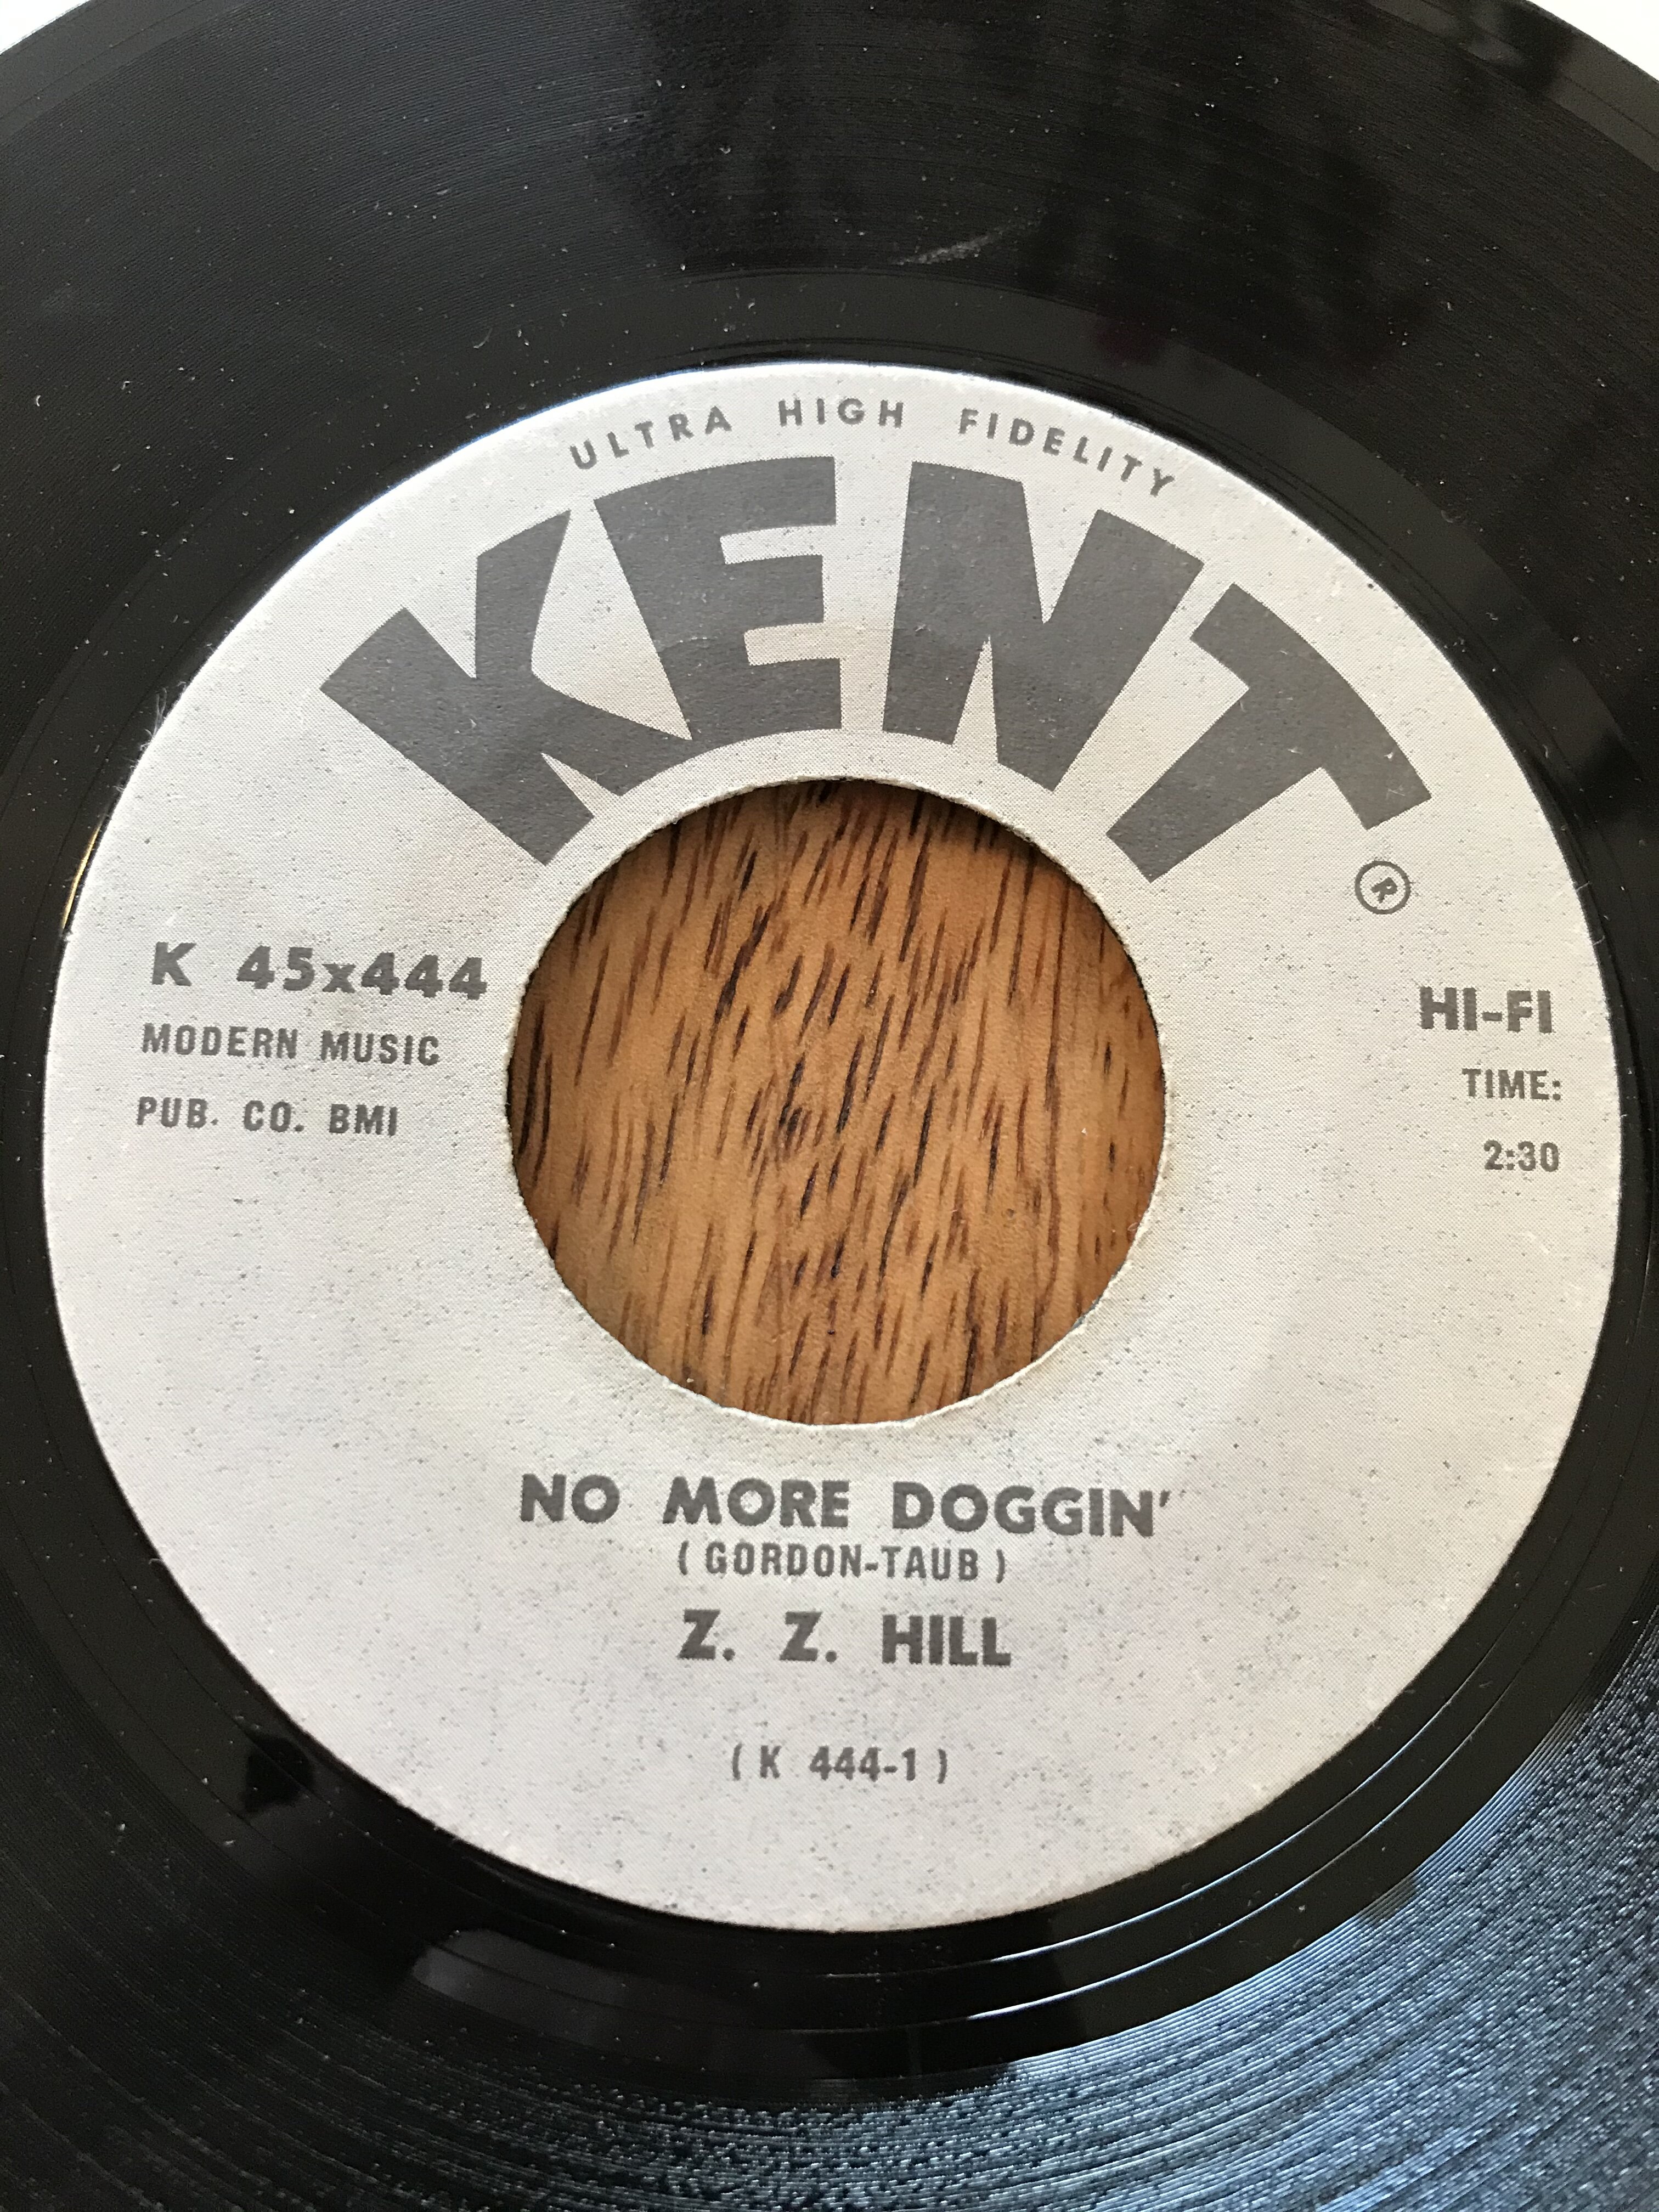 ULTRA HIGH FIDELITY
KENT ®
K 45x444
MODERN MUSIC
PUB. CO. BMI
HI-FI
TIME:
2:30
NO MORE DOGGIN'
( GORDON-TAUB )
Z. Z. HILL
( K 444-1 )